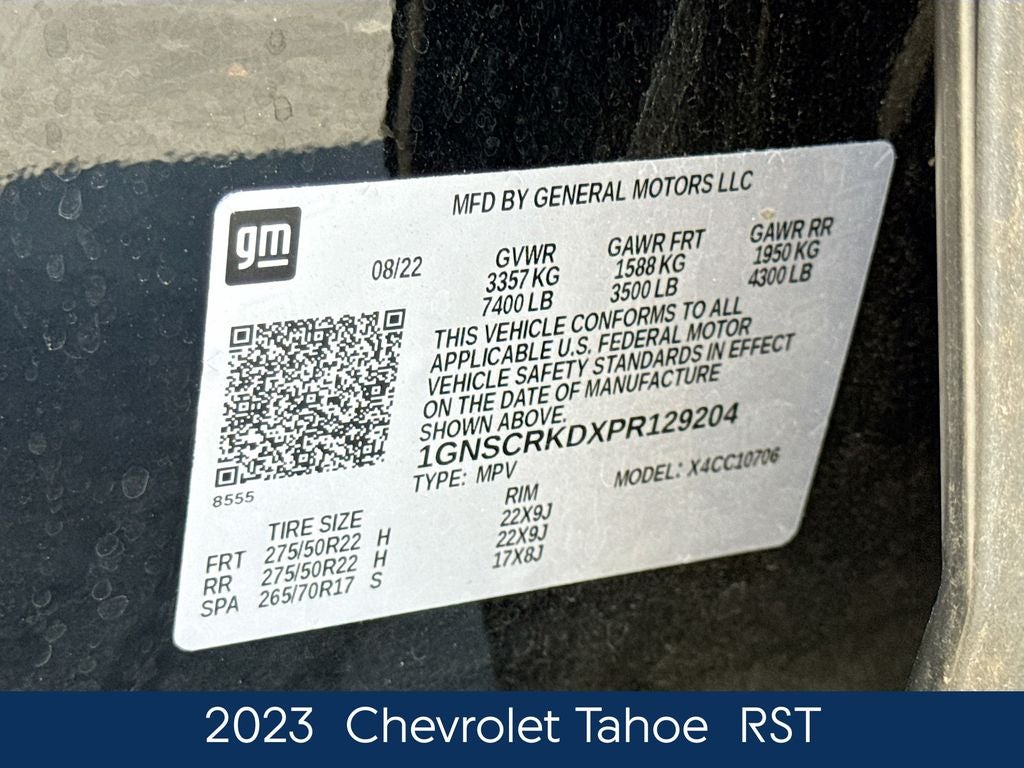 MFD BY GENERAL MOTORS LLC
gm
08/22
GVWR GAWR FRT GAWR RR
3357 KG 1588 KG 1950 KG
7400 LB 3500 LB 4300 LB
THIS VEHICLE CONFORMS TO ALL
APPLICABLE U.S. FEDERAL MOTOR
VEHICLE SAFETY STANDARDS IN EFFECT
ON THE DATE OF MANUFACTURE
SHOWN ABOVE.
1GNSCRKDXPR129204
TYPE: MPV MODEL: X4CC10706
8555
TIRE SIZE RIM
FRT 275/50R22 H 22X9J
RR 275/50R22 H 22X9J
SPA 265/70R17 S 17X8J
2023 Chevrolet Tahoe RST